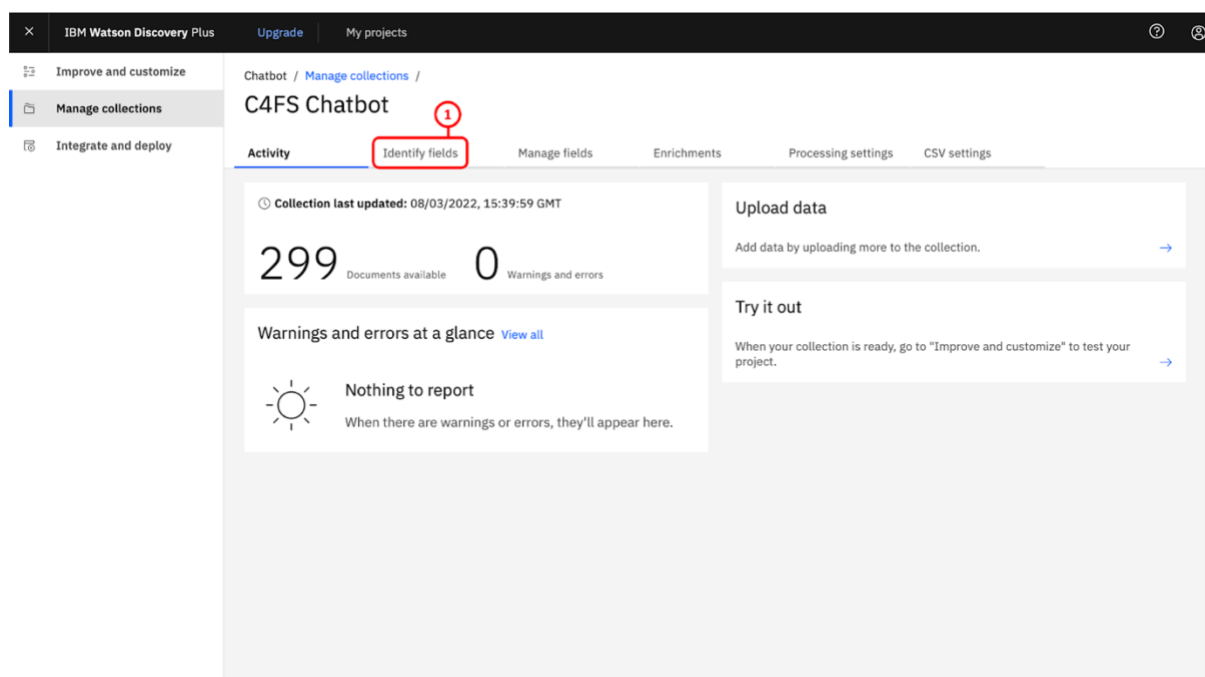 IBM Watson Discovery Plus
Upgrade
My projects
Improve and customize
Manage collections
Integrate and deploy
Chatbot / Manage collections /
C4FS Chatbot
1
Activity
Identify fields
Manage fields
Enrichments
Processing settings
CSV settings
Collection last updated: 08/03/2022, 15:39:59 GMT
299 Documents available 0 Warnings and errors
Warnings and errors at a glance View all
Nothing to report
When there are warnings or errors, they'll appear here.
Upload data
Add data by uploading more to the collection.
Try it out
When your collection is ready, go to "Improve and customize" to test your
project.